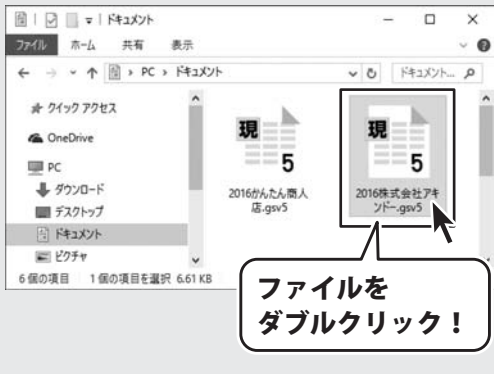 ドキュメント
ファイル ホーム 共有 表示
PC › ドキュメント ドキュメント...
クイック アクセス
OneDrive
PC
ダウンロード
デスクトップ
ドキュメント
ピクチャ
現
5
2016かんたん商人
店.gsv5
現
5
2016株式会社アキ
ンドー.gsv5
6 個の項目 1 個の項目を選択 6.61 KB
ファイルを
ダブルクリック！